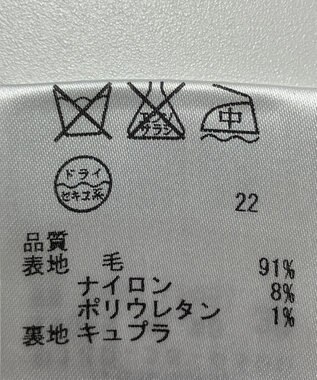 エンソ
サラシ
中
ドライ
セキユ系
22
品質
表地 毛 91%
ナイロン 8%
ポリウレタン 1%
裏地 キュプラ